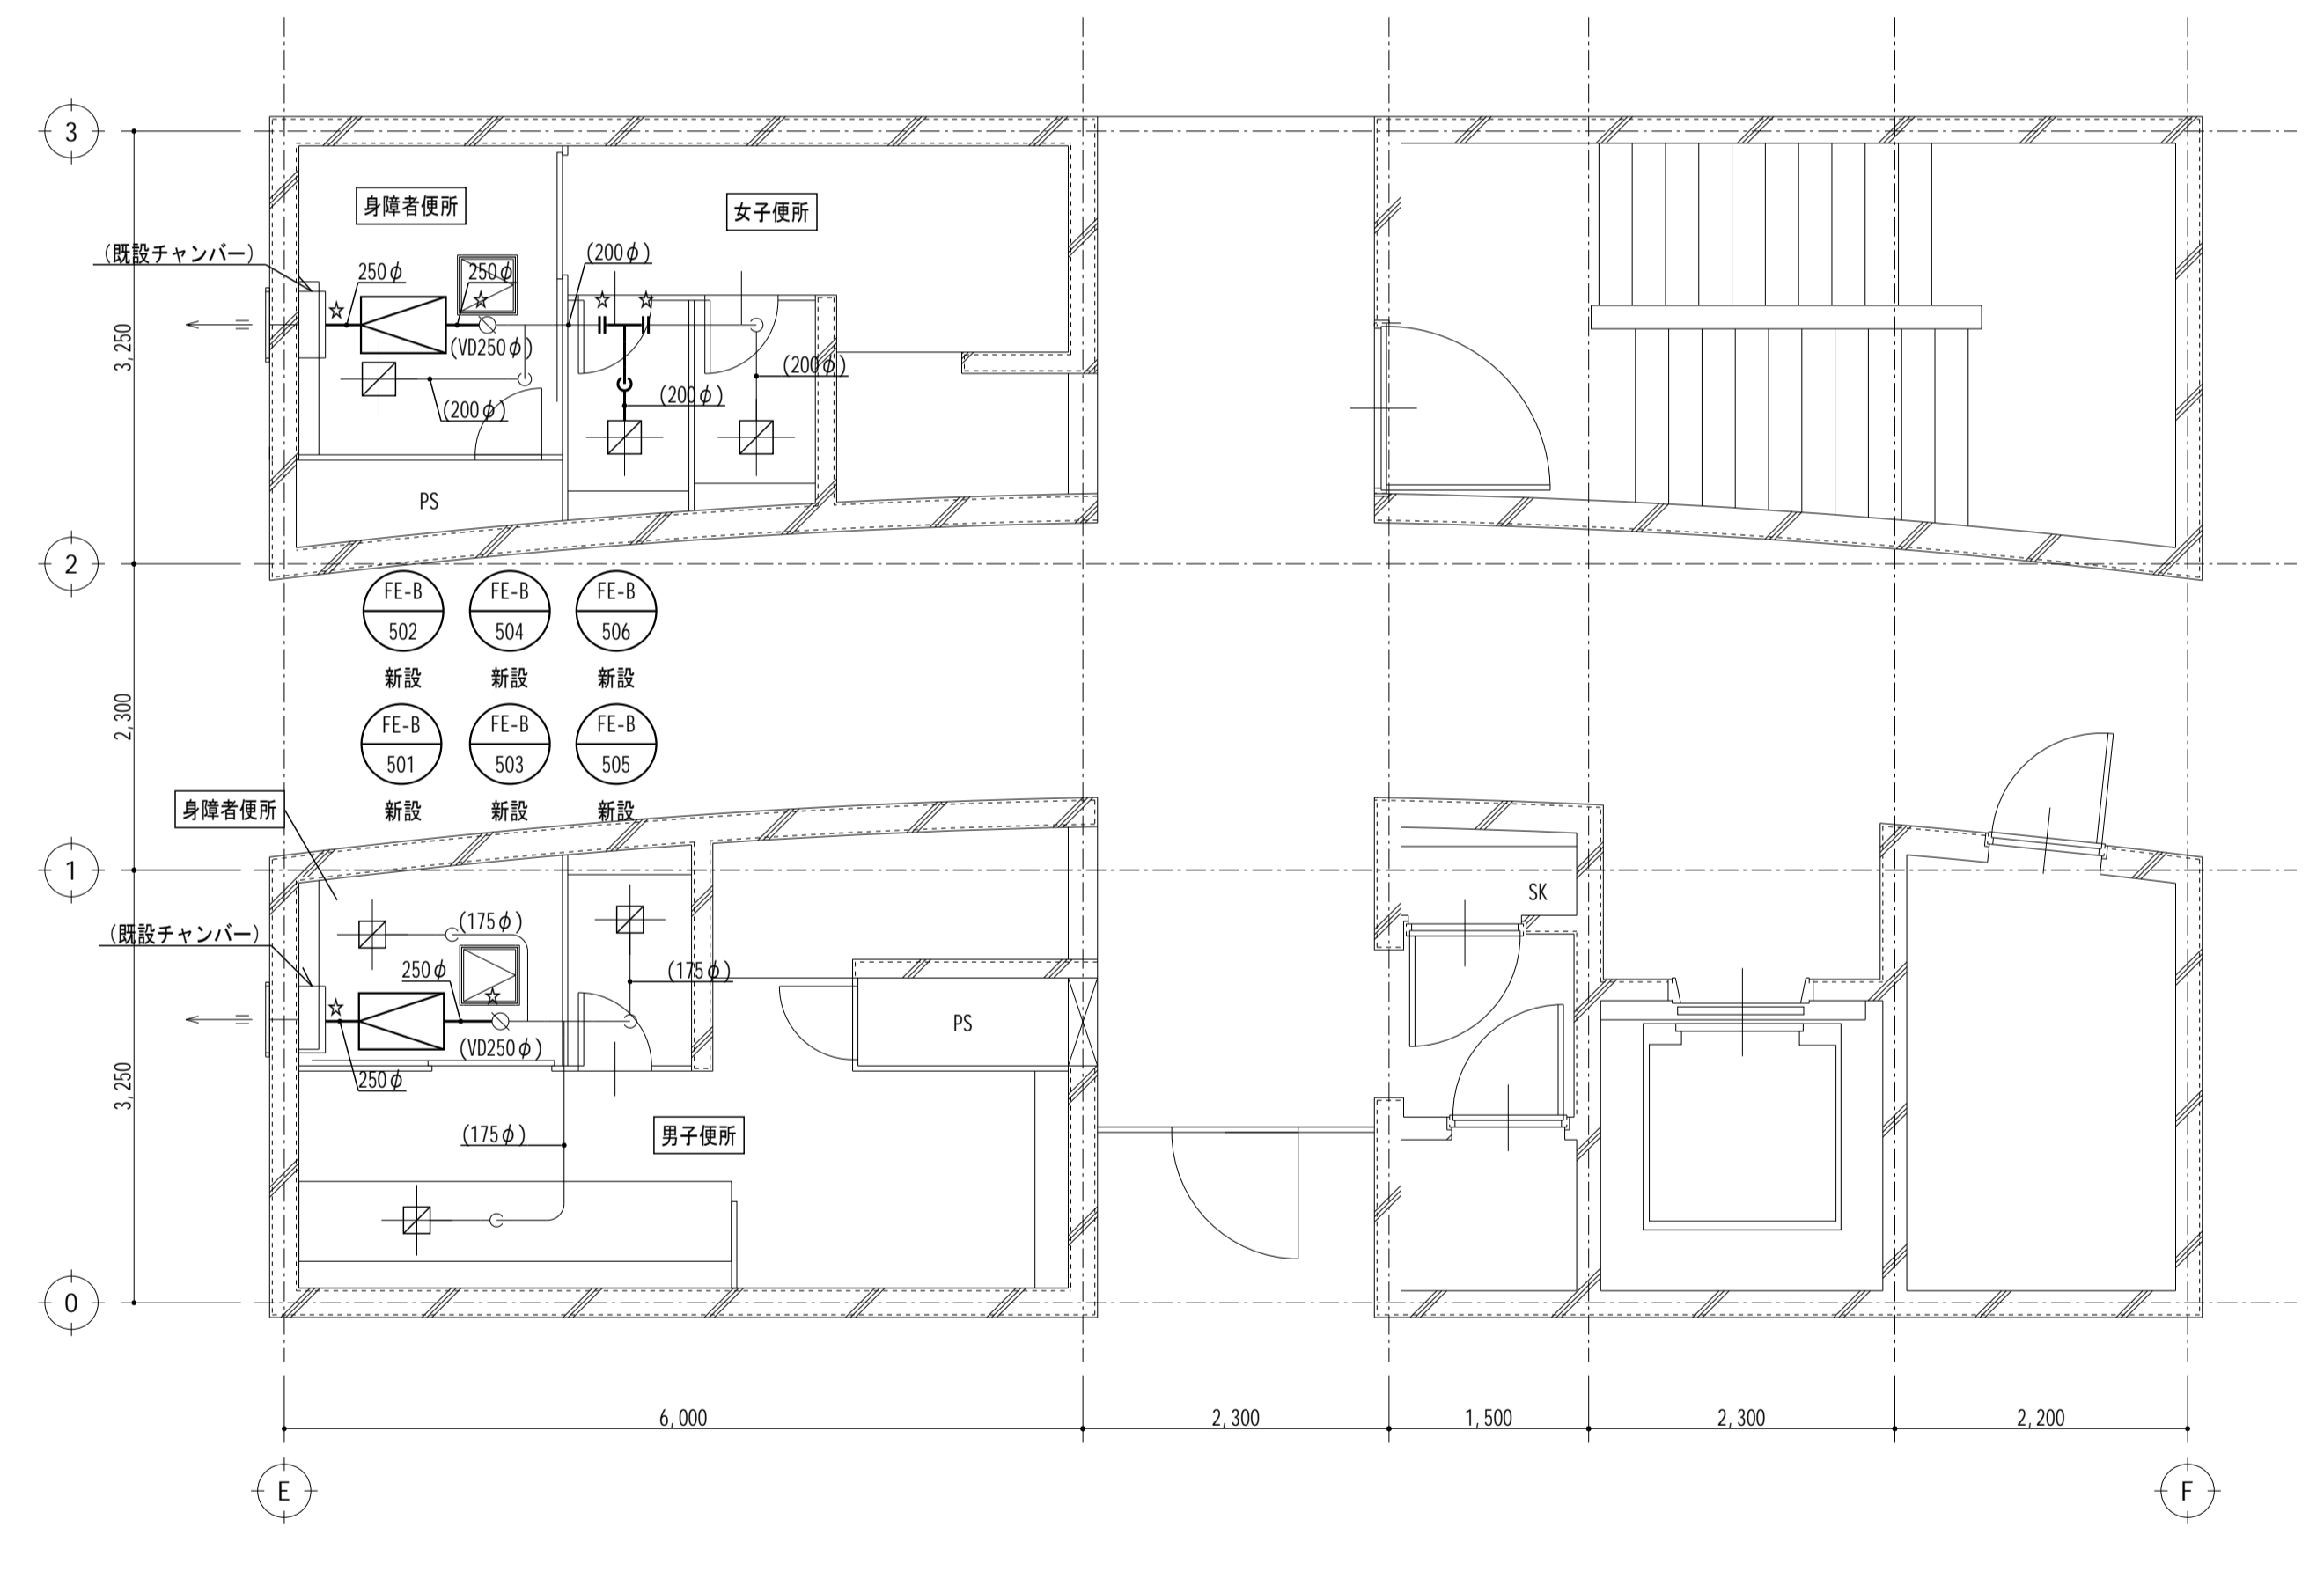 3
身障者便所
女子便所
(既設チャンバー)
250φ
250φ
(200φ)
☆
☆
☆
☆
(VD250φ)
(200φ)
(200φ)
(200φ)
3,250
PS
2
FE-B
502
新設
FE-B
504
新設
FE-B
506
新設
2,300
FE-B
501
新設
FE-B
503
新設
FE-B
505
新設
身障者便所
1
SK
(175φ)
(既設チャンバー)
250φ
(175φ)
☆
☆
PS
(VD250φ)
250φ
3,250
(175φ)
男子便所
0
6,000
2,300
1,500
2,300
2,200
E
F